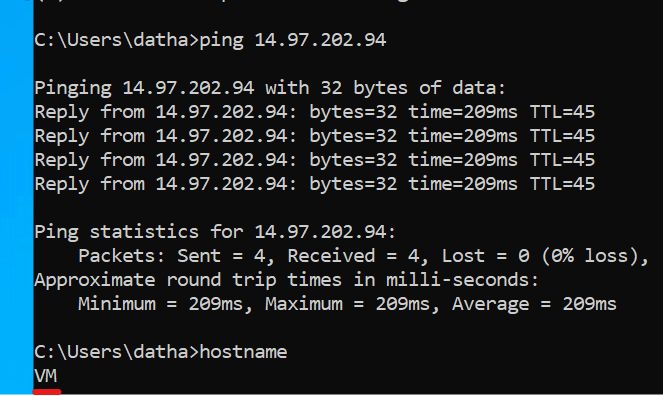 C:\Users\datha>ping 14.97.202.94
Pinging 14.97.202.94 with 32 bytes of data:
Reply from 14.97.202.94: bytes=32 time=209ms TTL=45
Reply from 14.97.202.94: bytes=32 time=209ms TTL=45
Reply from 14.97.202.94: bytes=32 time=209ms TTL=45
Reply from 14.97.202.94: bytes=32 time=209ms TTL=45
Ping statistics for 14.97.202.94:
    Packets: Sent = 4, Received = 4, Lost = 0 (0% loss),
Approximate round trip times in milli-seconds:
    Minimum = 209ms, Maximum = 209ms, Average = 209ms
C:\Users\datha>hostname
VM